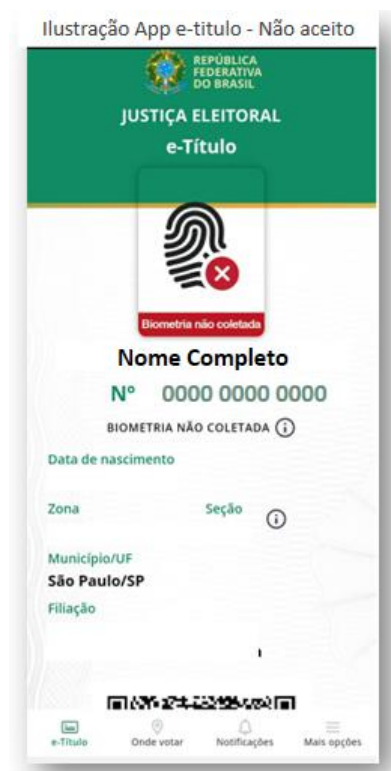 Ilustração App e-titulo - Não aceito
REPÚBLICA
FEDERATIVA
DO BRASIL
JUSTIÇA ELEITORAL
e-Título
Biometria não coletada
Nome Completo
Nº 0000 0000 0000
BIOMETRIA NÃO COLETADA
Data de nascimento
Zona Seção
Município/UF
São Paulo/SP
Filiação
e-Título Onde votar Notificações Mais opções